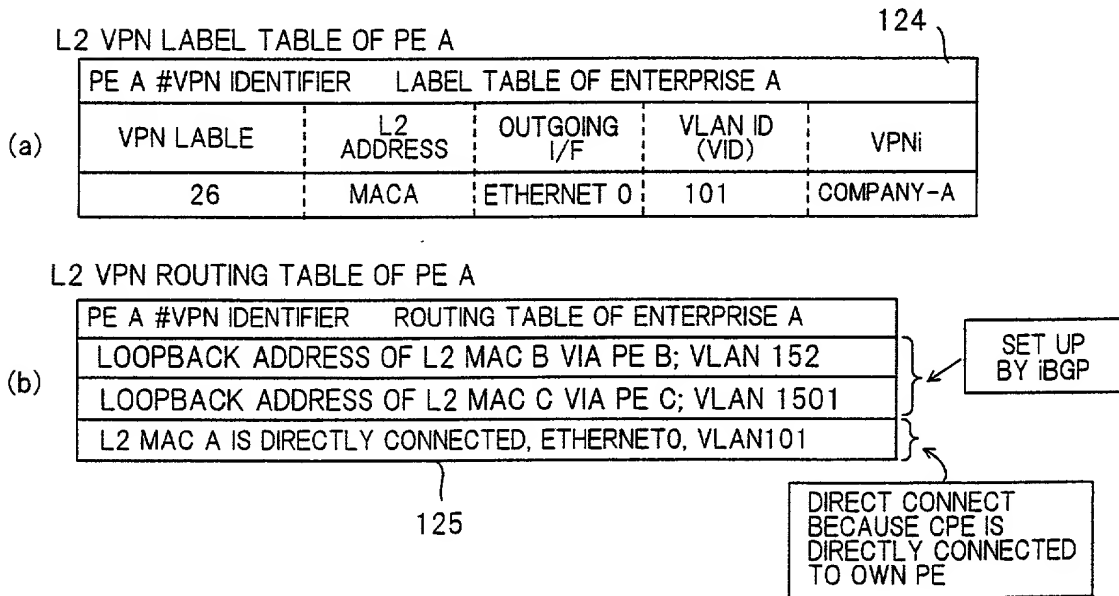 124
L2 VPN LABEL TABLE OF PE A
PE A #VPN IDENTIFIER LABEL TABLE OF ENTERPRISE A
(a)
VPN LABLE
L2 ADDRESS
OUTGOING I/F
VLAN ID (VID)
VPNi
26 MACA ETHERNET 0 101 COMPANY-A
L2 VPN ROUTING TABLE OF PE A
PE A #VPN IDENTIFIER ROUTING TABLE OF ENTERPRISE A
(b)
LOOPBACK ADDRESS OF L2 MAC B VIA PE B; VLAN 152
LOOPBACK ADDRESS OF L2 MAC C VIA PE C; VLAN 1501
L2 MAC A IS DIRECTLY CONNECTED, ETHERNET0, VLAN101
SET UP
BY iBGP
125
DIRECT CONNECT
BECAUSE CPE IS
DIRECTLY CONNECTED
TO OWN PE